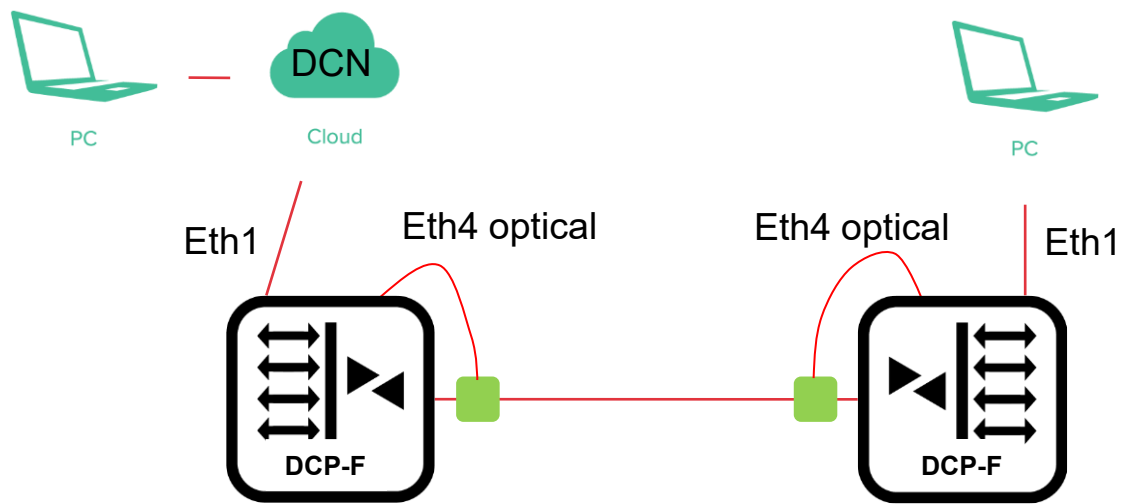 DCN
PC
Cloud
PC
Eth1
Eth4 optical
Eth4 optical
Eth1
DCP-F
DCP-F